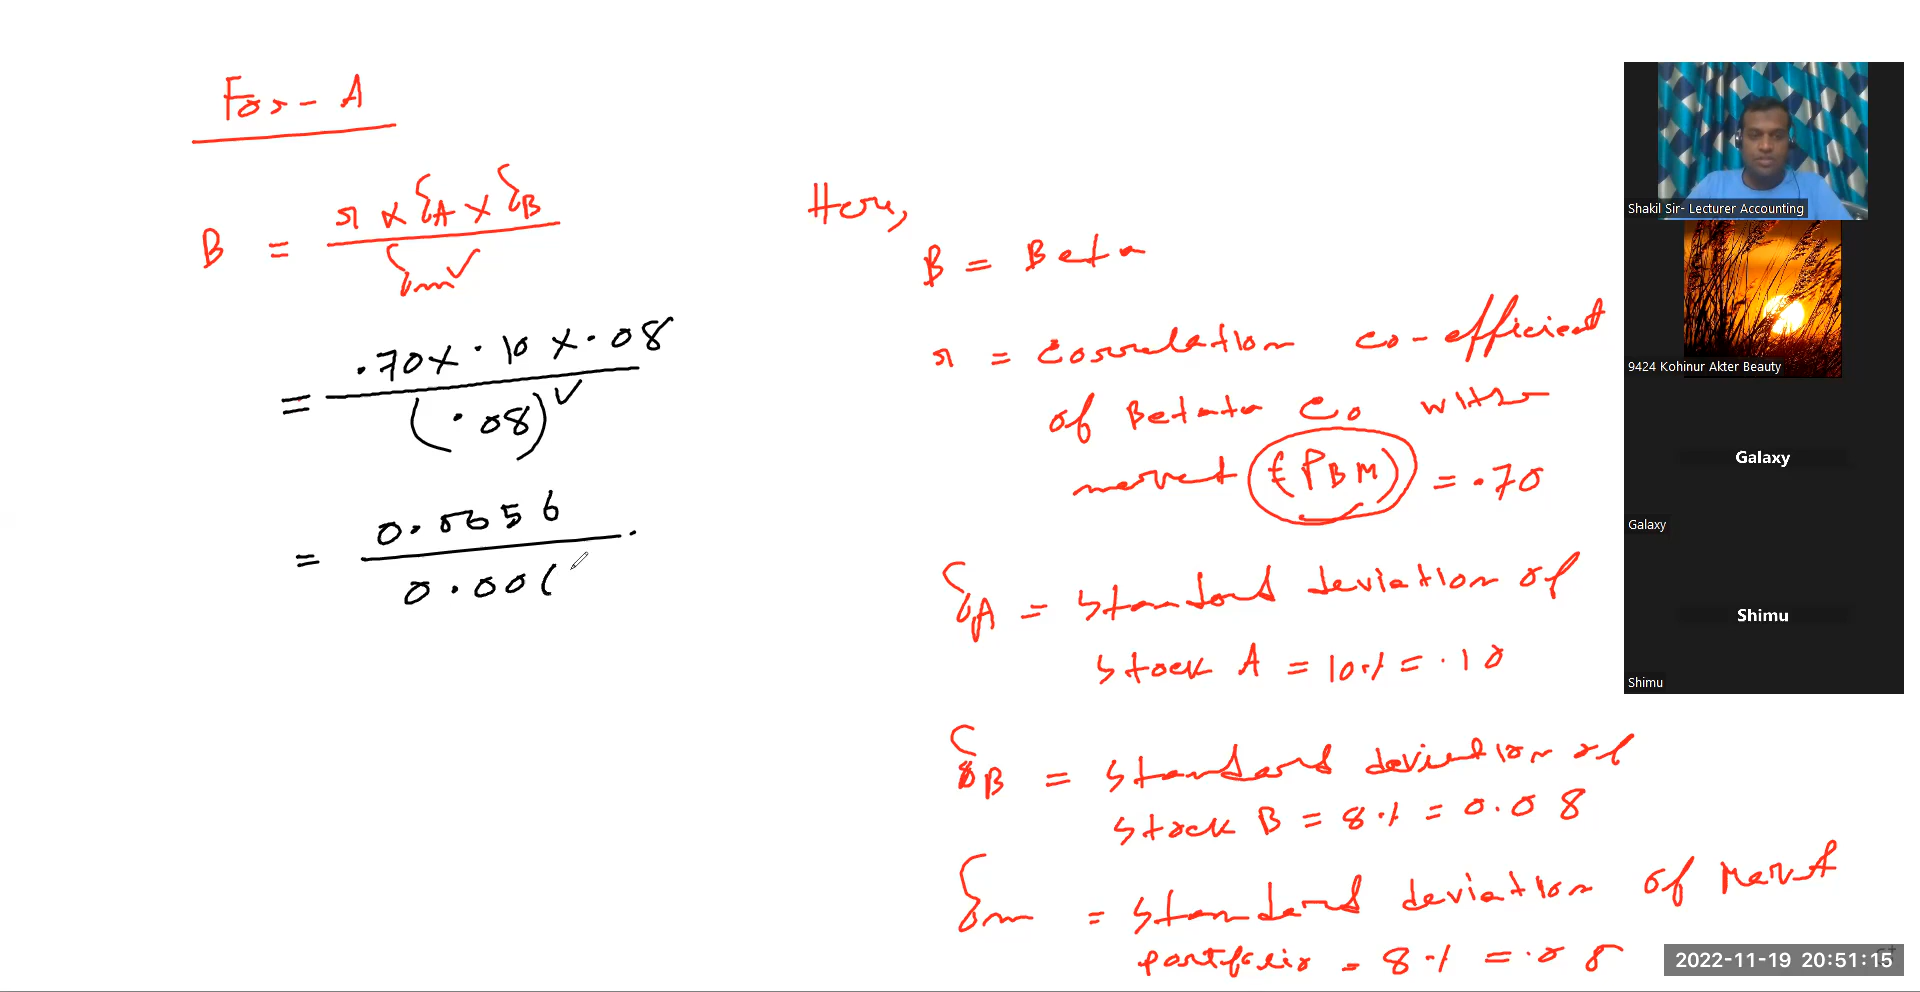 For - A
B = r × σA × σB
σm²
= .70 × .10 × .08
(.08)²
= 0.0056
0.00(
Here,
B = Beta
r = Correlation co-efficient
of Betata Co with
market (PBM) = .70
σA = Standard deviation of
stock A = 10% = .10
σB = Standard deviation of
stock B = 8% = 0.08
σm = Standard deviation of Market
portfolio = 8% = .08
Shakil Sir- Lecturer Accounting
9424 Kohinur Akter Beauty
Galaxy
Galaxy
Shimu
Shimu
2022-11-19 20:51:15